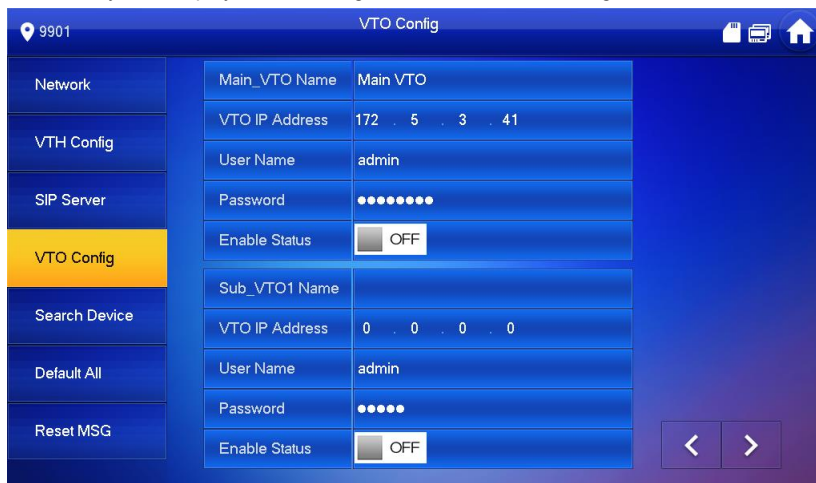 9901
VTO Config
Network
VTH Config
SIP Server
VTO Config
Search Device
Default All
Reset MSG
Main_VTO Name Main VTO
VTO IP Address 172 . 5 . 3 . 41
User Name admin
Password ●●●●●●●●
Enable Status OFF
Sub_VTO1 Name
VTO IP Address 0 . 0 . 0 . 0
User Name admin
Password ●●●●●
Enable Status OFF